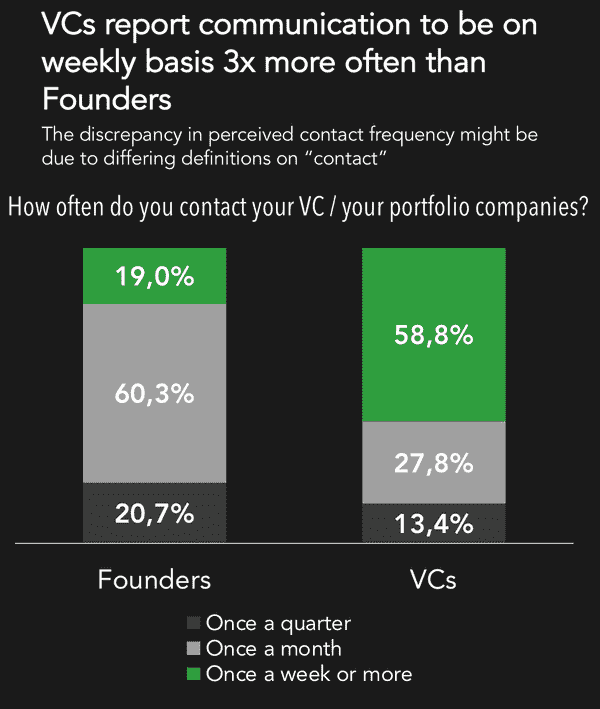 VCs report communication to be on
weekly basis 3x more often than
Founders
The discrepancy in perceived contact frequency might be
due to differing definitions on “contact”
How often do you contact your VC / your portfolio companies?
19,0%
60,3%
20,7%
58,8%
27,8%
13,4%
Founders
VCs
Once a quarter
Once a month
Once a week or more